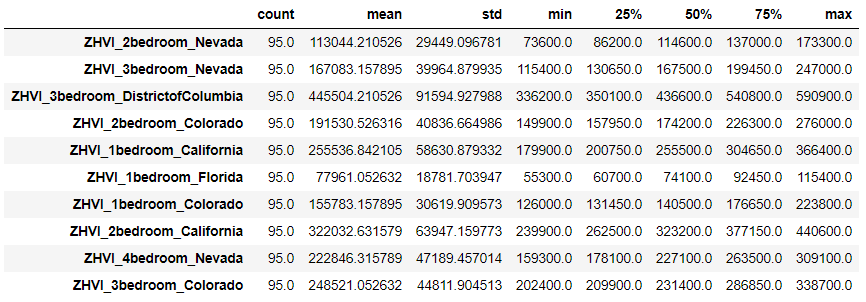 count mean std min 25% 50% 75% max
ZHVI_2bedroom_Nevada 95.0 113044.210526 29449.096781 73600.0 86200.0 114600.0 137000.0 173300.0
ZHVI_3bedroom_Nevada 95.0 167083.157895 39964.879935 115400.0 130650.0 167500.0 199450.0 247000.0
ZHVI_3bedroom_DistrictofColumbia 95.0 445504.210526 91594.927988 336200.0 350100.0 436600.0 540800.0 590900.0
ZHVI_2bedroom_Colorado 95.0 191530.526316 40836.664986 149900.0 157950.0 174200.0 226300.0 276000.0
ZHVI_1bedroom_California 95.0 255536.842105 58630.879332 179900.0 200750.0 255500.0 304650.0 366400.0
ZHVI_1bedroom_Florida 95.0 77961.052632 18781.703947 55300.0 60700.0 74100.0 92450.0 115400.0
ZHVI_1bedroom_Colorado 95.0 155783.157895 30619.909573 126000.0 131450.0 140500.0 176650.0 223800.0
ZHVI_2bedroom_California 95.0 322032.631579 63947.159773 239900.0 262500.0 323200.0 377150.0 440600.0
ZHVI_4bedroom_Nevada 95.0 222846.315789 47189.457014 159300.0 178100.0 227100.0 263500.0 309100.0
ZHVI_3bedroom_Colorado 95.0 248521.052632 44811.904513 202400.0 209900.0 231400.0 286850.0 338700.0